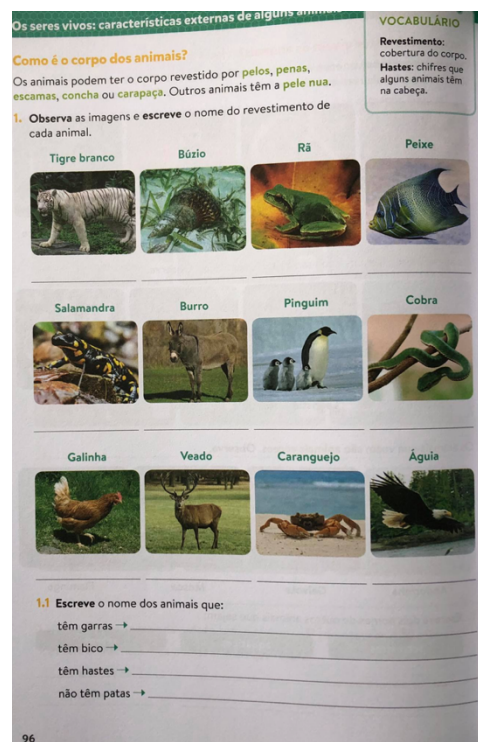 Os seres vivos: características externas de alguns animais
VOCABULÁRIO
Revestimento:
cobertura do corpo.
Hastes: chifres que
alguns animais têm
na cabeça.
Como é o corpo dos animais?
Os animais podem ter o corpo revestido por pelos, penas,
escamas, concha ou carapaça. Outros animais têm a pele nua.
1. Observa as imagens e escreve o nome do revestimento de
cada animal.
Tigre branco Búzio Rã Peixe
Salamandra Burro Pinguim Cobra
Galinha Veado Caranguejo Águia
1.1 Escreve o nome dos animais que:
têm garras →
têm bico →
têm hastes →
não têm patas →
96